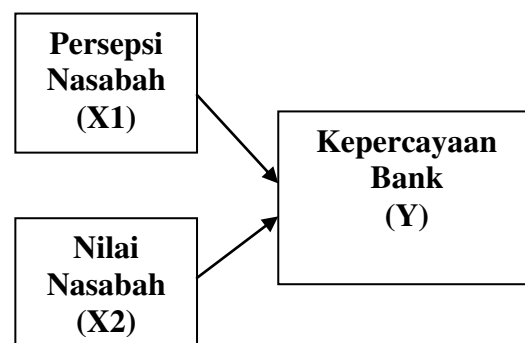 Persepsi
Nasabah
(X1)
Kepercayaan
Bank
(Y)
Nilai
Nasabah
(X2)